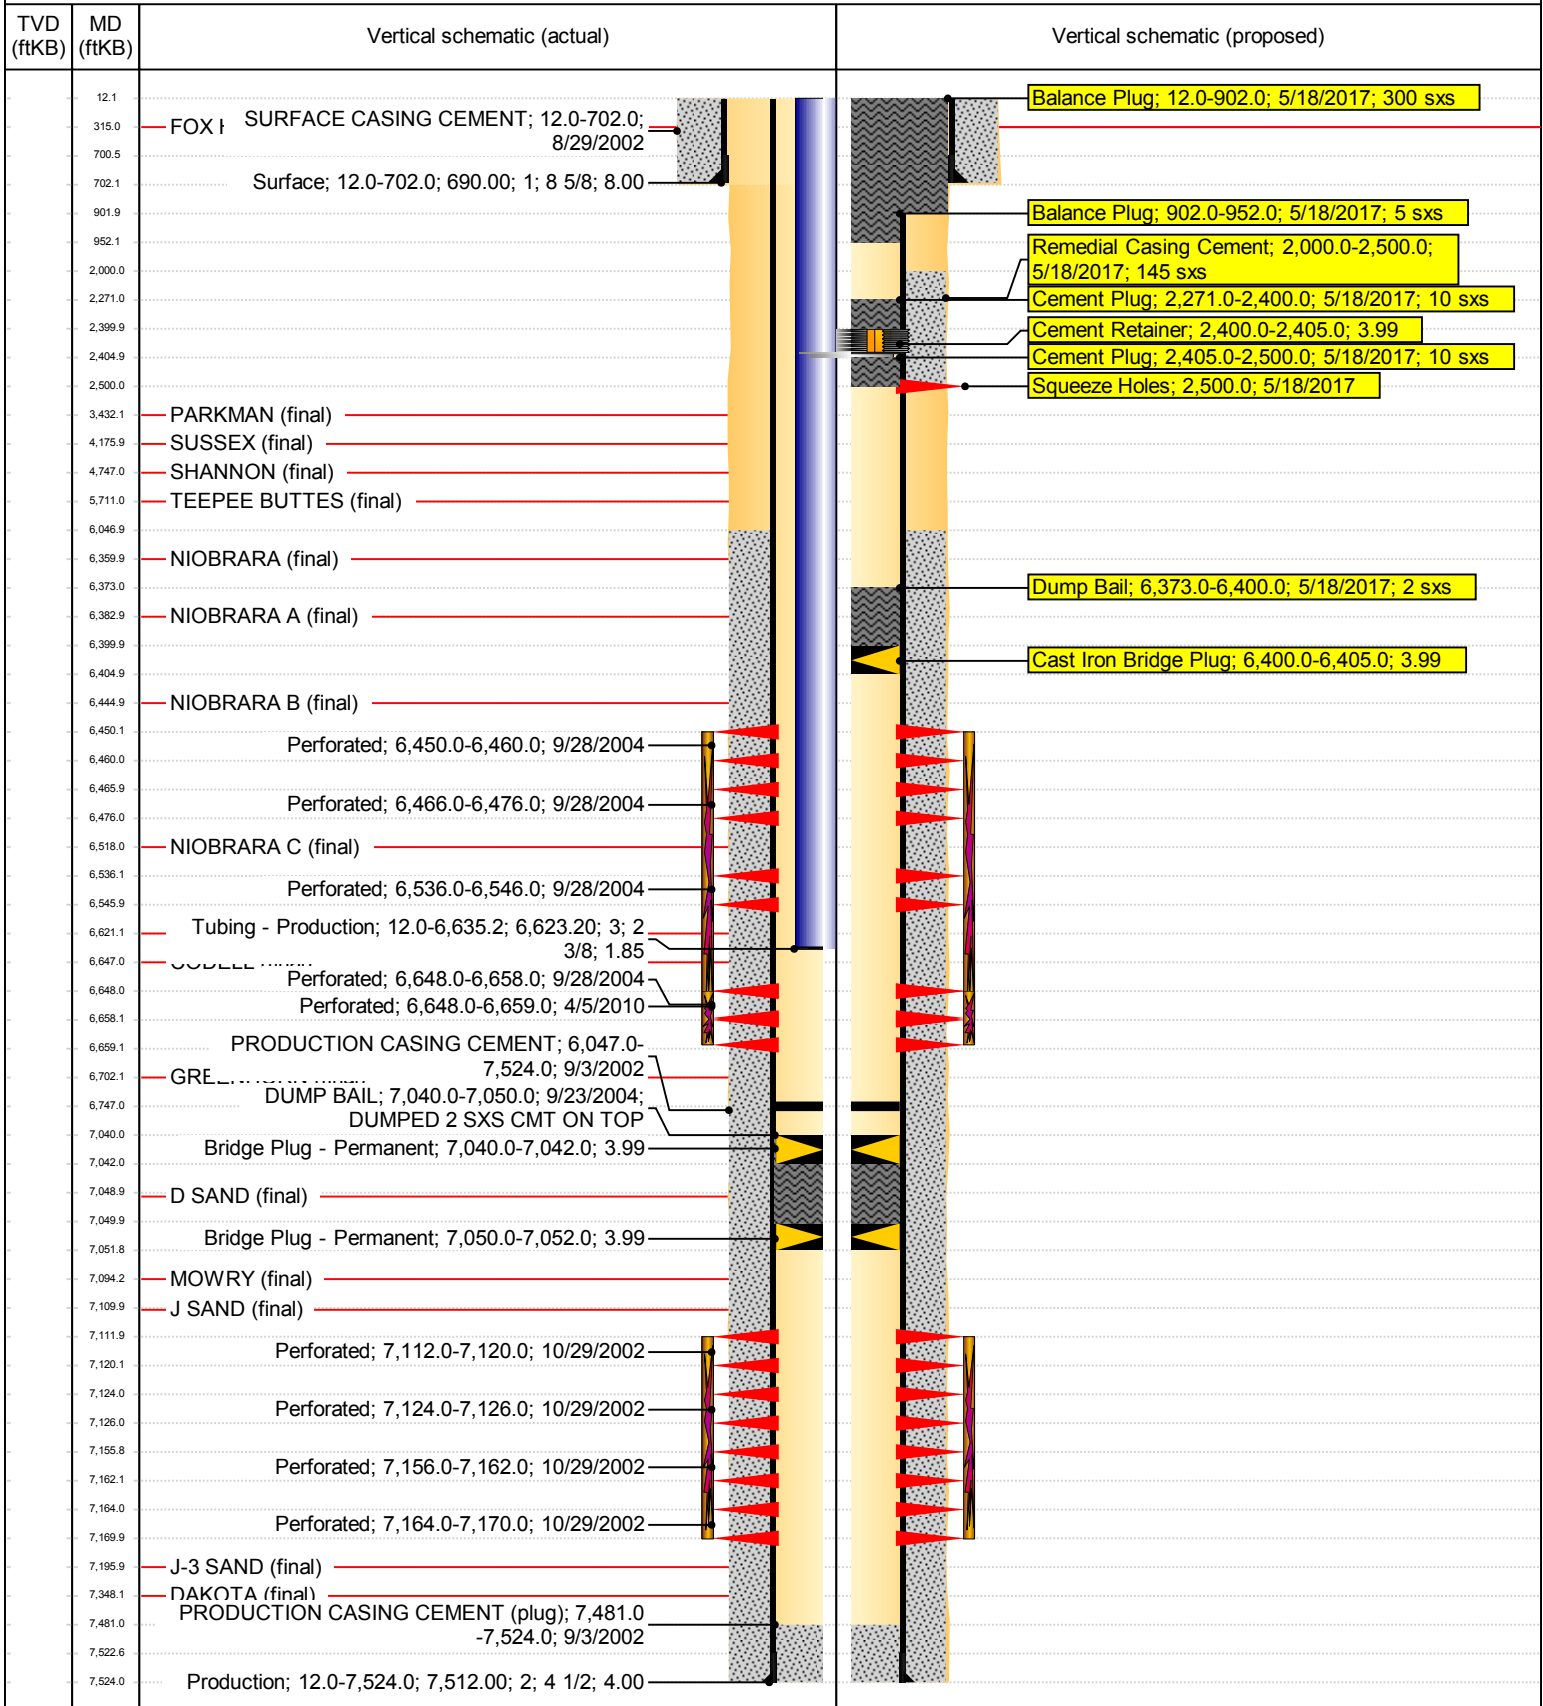 TVD (ftKB)
MD (ftKB)
Vertical schematic (actual)
Vertical schematic (proposed)
12.1
315.0
700.5
702.1
901.9
952.1
2,000.0
2,271.0
2,399.9
2,404.9
2,500.0
3,432.1
4,175.9
4,747.0
5,711.0
6,046.9
6,359.9
6,373.0
6,382.9
6,399.9
6,404.9
6,444.9
6,450.1
6,460.0
6,465.9
6,476.0
6,518.0
6,536.1
6,545.9
6,621.1
6,647.0
6,648.0
6,658.1
6,659.1
6,702.1
6,747.0
7,040.0
7,042.0
7,048.9
7,049.9
7,051.8
7,094.2
7,109.9
7,111.9
7,120.1
7,124.0
7,126.0
7,155.8
7,162.1
7,164.0
7,169.9
7,195.9
7,348.1
7,481.0
7,522.6
7,524.0
FOX
SURFACE CASING CEMENT; 12.0-702.0;
8/29/2002
Surface; 12.0-702.0; 690.00; 1; 8 5/8; 8.00
PARKMAN (final)
SUSSEX (final)
SHANNON (final)
TEEPEE BUTTES (final)
NIOBRARA (final)
NIOBRARA A (final)
NIOBRARA B (final)
Perforated; 6,450.0-6,460.0; 9/28/2004
Perforated; 6,466.0-6,476.0; 9/28/2004
NIOBRARA C (final)
Perforated; 6,536.0-6,546.0; 9/28/2004
Tubing - Production; 12.0-6,635.2; 6,623.20; 3; 2
3/8; 1.85
Perforated; 6,648.0-6,658.0; 9/28/2004
Perforated; 6,648.0-6,659.0; 4/5/2010
PRODUCTION CASING CEMENT; 6,047.0-
7,524.0; 9/3/2002
DUMP BAIL; 7,040.0-7,050.0; 9/23/2004;
DUMPED 2 SXS CMT ON TOP
Bridge Plug - Permanent; 7,040.0-7,042.0; 3.99
D SAND (final)
Bridge Plug - Permanent; 7,050.0-7,052.0; 3.99
MOWRY (final)
J SAND (final)
Perforated; 7,112.0-7,120.0; 10/29/2002
Perforated; 7,124.0-7,126.0; 10/29/2002
Perforated; 7,156.0-7,162.0; 10/29/2002
Perforated; 7,164.0-7,170.0; 10/29/2002
J-3 SAND (final)
DAKOTA (final)
PRODUCTION CASING CEMENT (plug); 7,481.0
-7,524.0; 9/3/2002
Production; 12.0-7,524.0; 7,512.00; 2; 4 1/2; 4.00
Balance Plug; 12.0-902.0; 5/18/2017; 300 sxs
Balance Plug; 902.0-952.0; 5/18/2017; 5 sxs
Remedial Casing Cement; 2,000.0-2,500.0;
5/18/2017; 145 sxs
Cement Plug; 2,271.0-2,400.0; 5/18/2017; 10 sxs
Cement Retainer; 2,400.0-2,405.0; 3.99
Cement Plug; 2,405.0-2,500.0; 5/18/2017; 10 sxs
Squeeze Holes; 2,500.0; 5/18/2017
Dump Bail; 6,373.0-6,400.0; 5/18/2017; 2 sxs
Cast Iron Bridge Plug; 6,400.0-6,405.0; 3.99